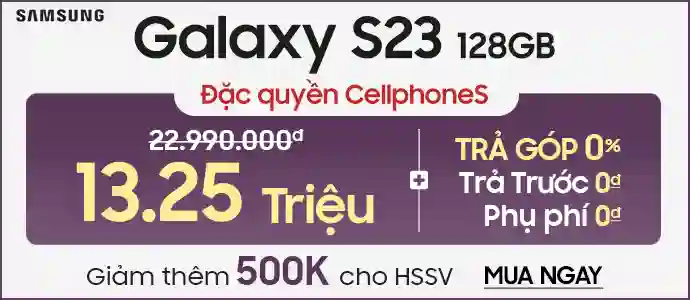 SAMSUNG
Galaxy S23 128GB
Đặc quyền CellphoneS
22.990.000đ
13.25 Triệu
+
TRẢ GÓP 0%
Trả Trước 0đ
Phụ phí 0đ
Giảm thêm 500K cho HSSV MUA NGAY